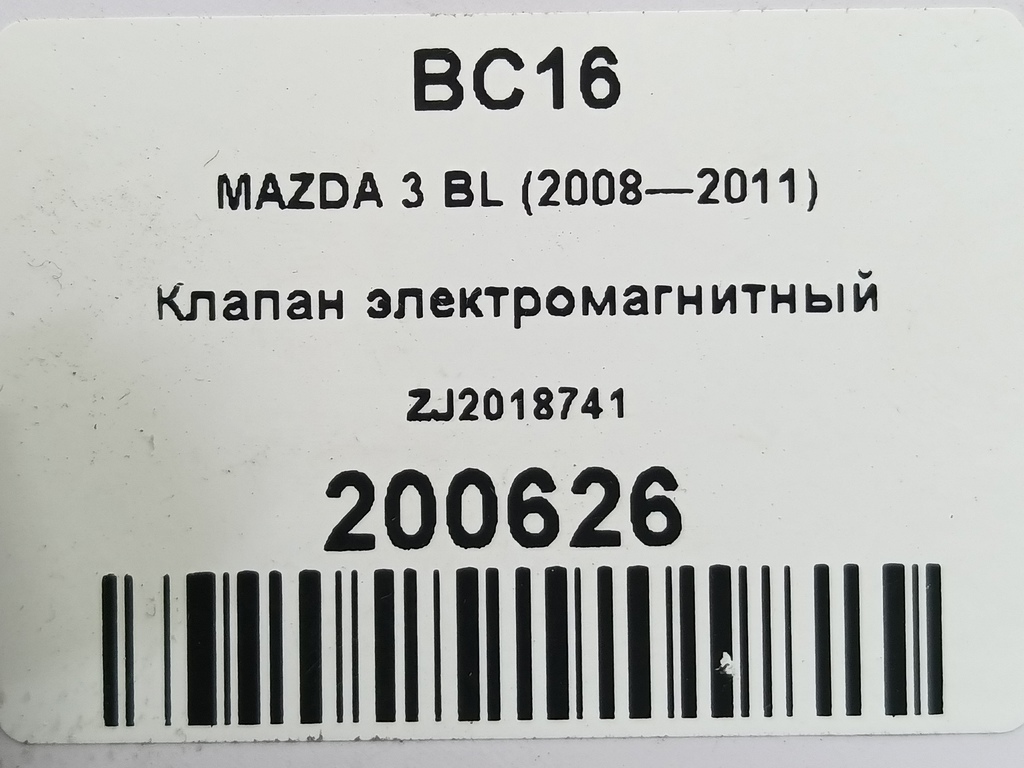 BC16
MAZDA 3 BL (2008—2011)
Клапан электромагнитный
ZJ2018741
200626